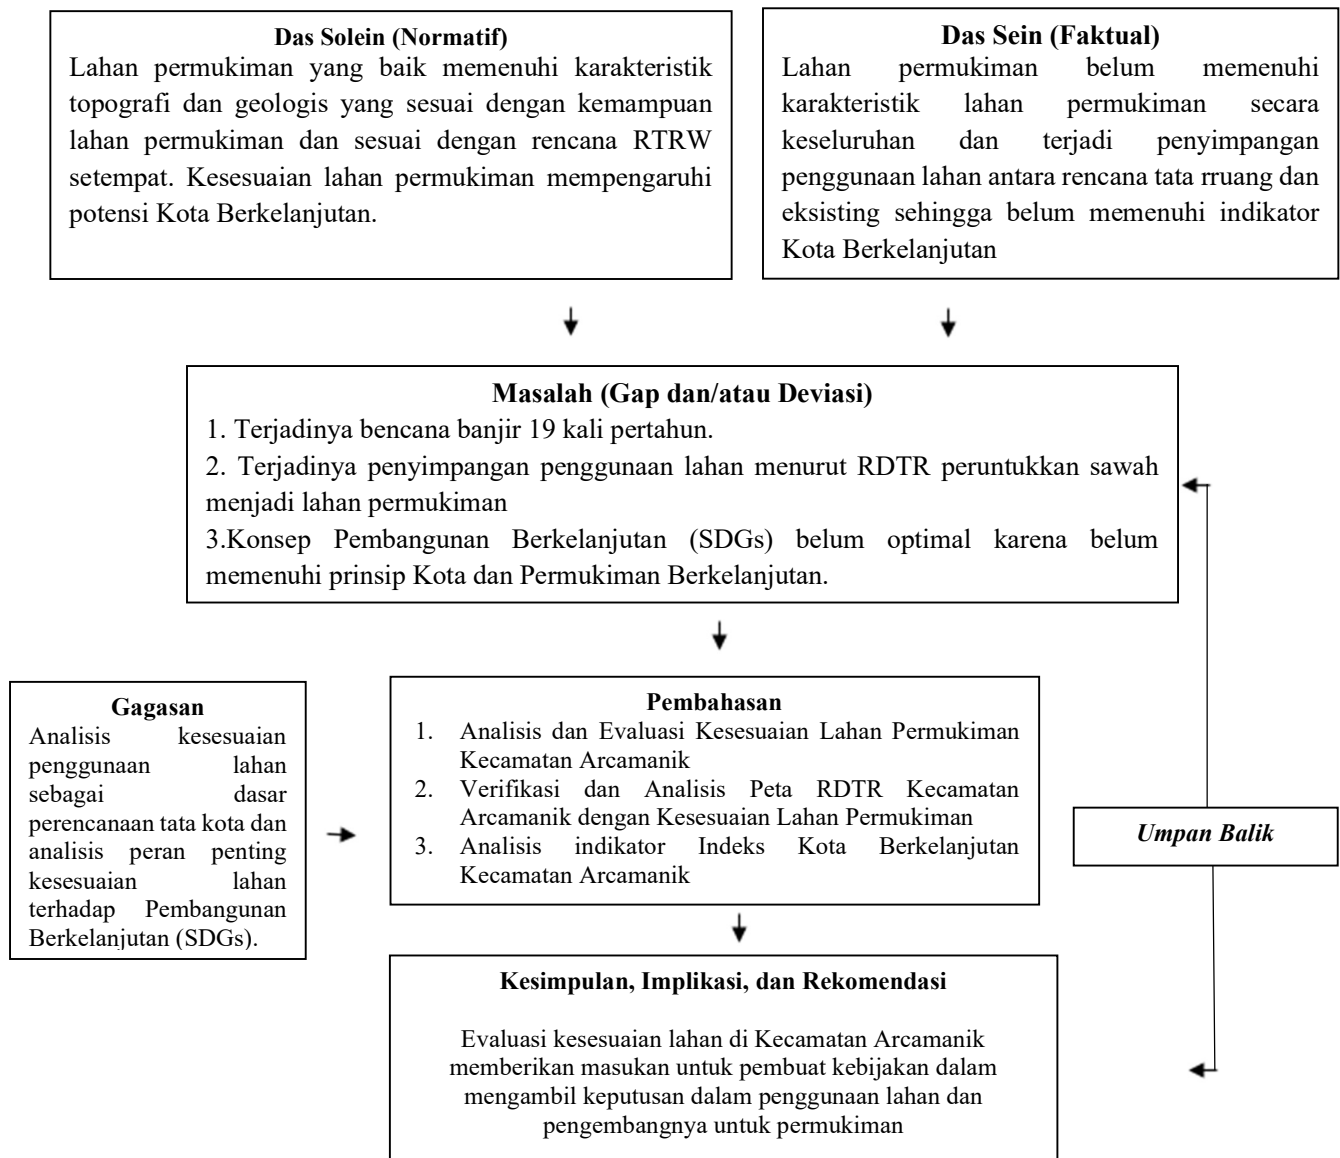 Das Solein (Normatif)
Lahan permukiman yang baik memenuhi karakteristik
topografi dan geologis yang sesuai dengan kemampuan
lahan permukiman dan sesuai dengan rencana RTRW
setempat. Kesesuaian lahan permukiman mempengaruhi
potensi Kota Berkelanjutan.
Das Sein (Faktual)
Lahan permukiman belum memenuhi
karakteristik lahan permukiman secara
keseluruhan dan terjadi penyimpangan
penggunaan lahan antara rencana tata rruang dan
eksisting sehingga belum memenuhi indikator
Kota Berkelanjutan
Masalah (Gap dan/atau Deviasi)
1. Terjadinya bencana banjir 19 kali pertahun.
2. Terjadinya penyimpangan penggunaan lahan menurut RDTR peruntukkan sawah
menjadi lahan permukiman
3.Konsep Pembangunan Berkelanjutan (SDGs) belum optimal karena belum
memenuhi prinsip Kota dan Permukiman Berkelanjutan.
Gagasan
Analisis kesesuaian
penggunaan lahan
sebagai dasar
perencanaan tata kota dan
analisis peran penting
kesesuaian lahan
terhadap Pembangunan
Berkelanjutan (SDGs).
Pembahasan
1. Analisis dan Evaluasi Kesesuaian Lahan Permukiman
Kecamatan Arcamanik
2. Verifikasi dan Analisis Peta RDTR Kecamatan
Arcamanik dengan Kesesuaian Lahan Permukiman
3. Analisis indikator Indeks Kota Berkelanjutan
Kecamatan Arcamanik
Umpan Balik
Kesimpulan, Implikasi, dan Rekomendasi
Evaluasi kesesuaian lahan di Kecamatan Arcamanik
memberikan masukan untuk pembuat kebijakan dalam
mengambil keputusan dalam penggunaan lahan dan
pengembangnya untuk permukiman